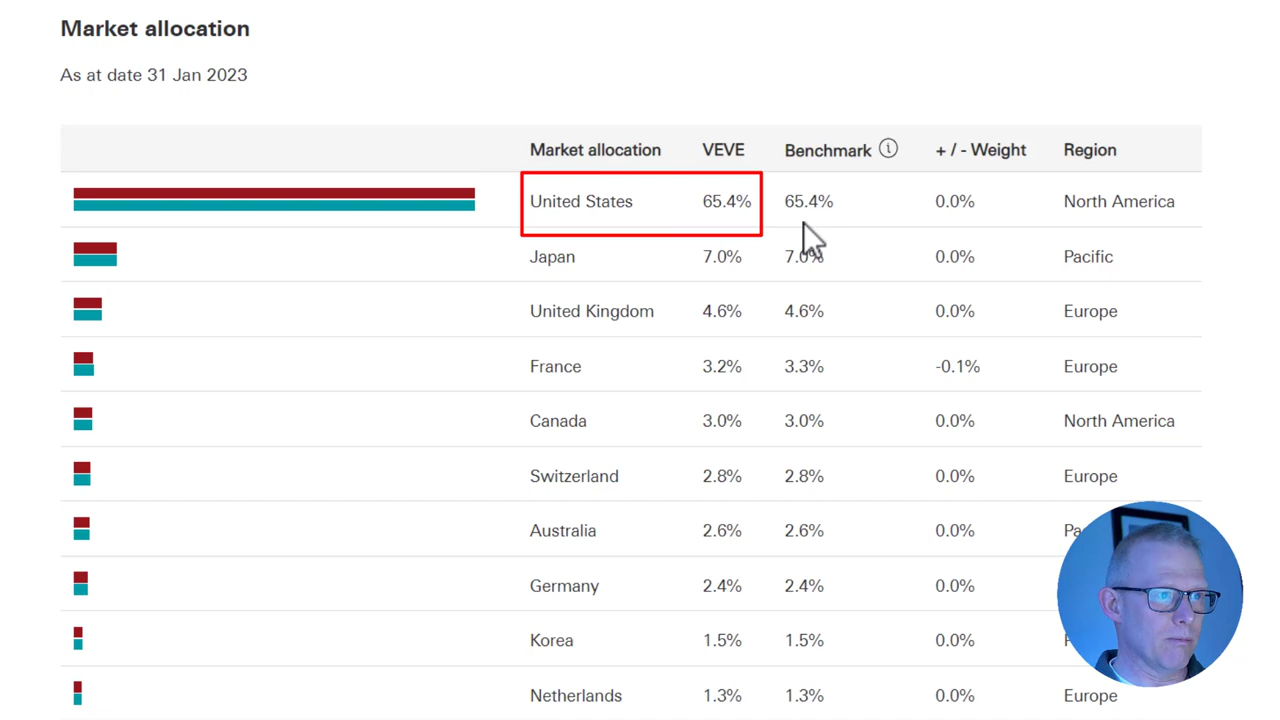 Market allocation
As at date 31 Jan 2023
Market allocation VEVE Benchmark + / - Weight Region
United States 65.4% 65.4% 0.0% North America
Japan 7.0% 7.0% 0.0% Pacific
United Kingdom 4.6% 4.6% 0.0% Europe
France 3.2% 3.3% -0.1% Europe
Canada 3.0% 3.0% 0.0% North America
Switzerland 2.8% 2.8% 0.0% Europe
Australia 2.6% 2.6% 0.0%
Germany 2.4% 2.4% 0.0%
Korea 1.5% 1.5% 0.0%
Netherlands 1.3% 1.3% 0.0% Europe